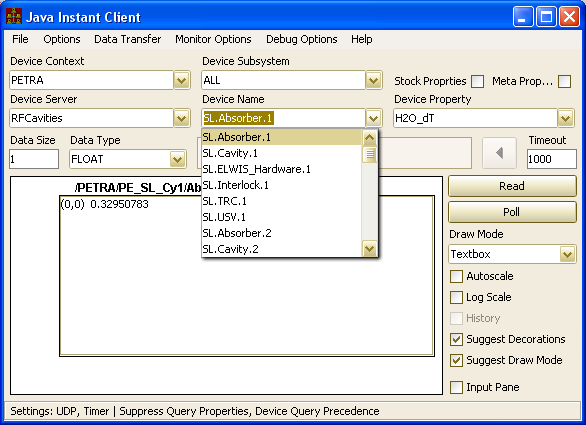 Java Instant Client
File Options Data Transfer Monitor Options Debug Options Help
Device Context Device Subsystem
PETRA ALL Stock Proprties Meta Prop...
Device Server Device Name Device Property
RFCavities SL.Absorber.1 H2O_dT
Data Size Data Type SL.Absorber.1 Timeout
1 FLOAT SL.Cavity.1 1000
SL.ELWIS_Hardware.1
/PETRA/PE_SL_Cy1/Ab SL.Interlock.1 Read
(0,0) 0.32950783 SL.TRC.1
SL.USV.1 Poll
SL.Absorber.2 Draw Mode
SL.Cavity.2 Textbox
Autoscale
Log Scale
History
Suggest Decorations
Suggest Draw Mode
Input Pane
Settings: UDP, Timer | Suppress Query Properties, Device Query Precedence